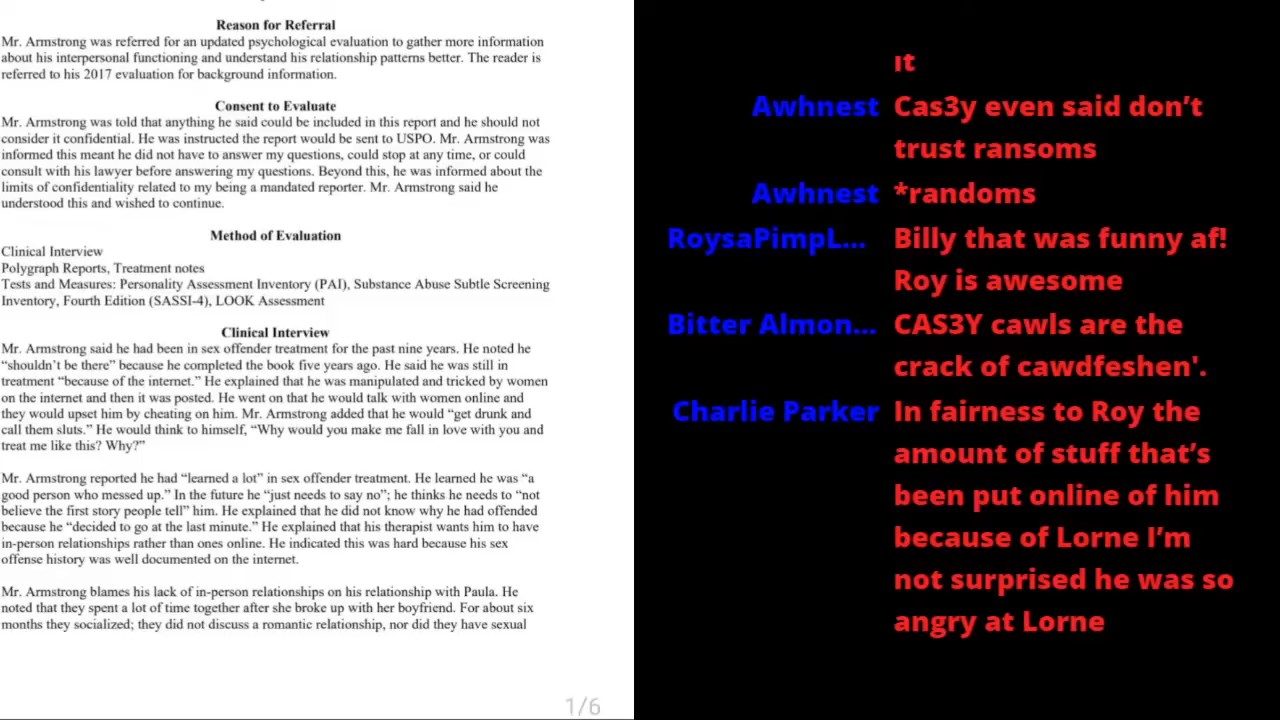 Reason for Referral
Mr. Armstrong was referred for an updated psychological evaluation to gather more information
about his interpersonal functioning and understand his relationship patterns better. The reader is
referred to his 2017 evaluation for background information.
Consent to Evaluate
Mr. Armstrong was told that anything he said could be included in this report and he should not
consider it confidential. He was instructed the report would be sent to USPO. Mr. Armstrong was
informed this meant he did not have to answer my questions, could stop at any time, or could
consult with his lawyer before answering my questions. Beyond this, he was informed about the
limits of confidentiality related to my being a mandated reporter. Mr. Armstrong said he
understood this and wished to continue.
Method of Evaluation
Clinical Interview
Polygraph Reports, Treatment notes
Tests and Measures: Personality Assessment Inventory (PAI), Substance Abuse Subtle Screening
Inventory, Fourth Edition (SASSI-4), LOOK Assessment
Clinical Interview
Mr. Armstrong said he had been in sex offender treatment for the past nine years. He noted he
“shouldn’t be there” because he completed the book five years ago. He said he was still in
treatment “because of the internet.” He explained that he was manipulated and tricked by women
on the internet and then it was posted. He went on that he would talk with women online and
they would upset him by cheating on him. Mr. Armstrong added that he would “get drunk and
call them sluts.” He would think to himself, “Why would you make me fall in love with you and
treat me like this? Why?”
Mr. Armstrong reported he had “learned a lot” in sex offender treatment. He learned he was “a
good person who messed up.” In the future he “just needs to say no”; he thinks he needs to “not
believe the first story people tell” him. He explained that he did not know why he had offended
because he “decided to go at the last minute.” He explained that his therapist wants him to have
in-person relationships rather than ones online. He indicated this was hard because his sex
offense history was well documented on the internet.
Mr. Armstrong blames his lack of in-person relationships on his relationship with Paula. He
noted that they spent a lot of time together after she broke up with her boyfriend. For about six
months they socialized; they did not discuss a romantic relationship, nor did they have sexual
1/6
it
Awhnest Cas3y even said don’t
trust ransoms
Awhnest *randoms
RoysaPimpL... Billy that was funny af!
Roy is awesome
Bitter Almon... CAS3Y cawls are the
crack of cawdfeshen'.
Charlie Parker In fairness to Roy the
amount of stuff that’s
been put online of him
because of Lorne I’m
not surprised he was so
angry at Lorne